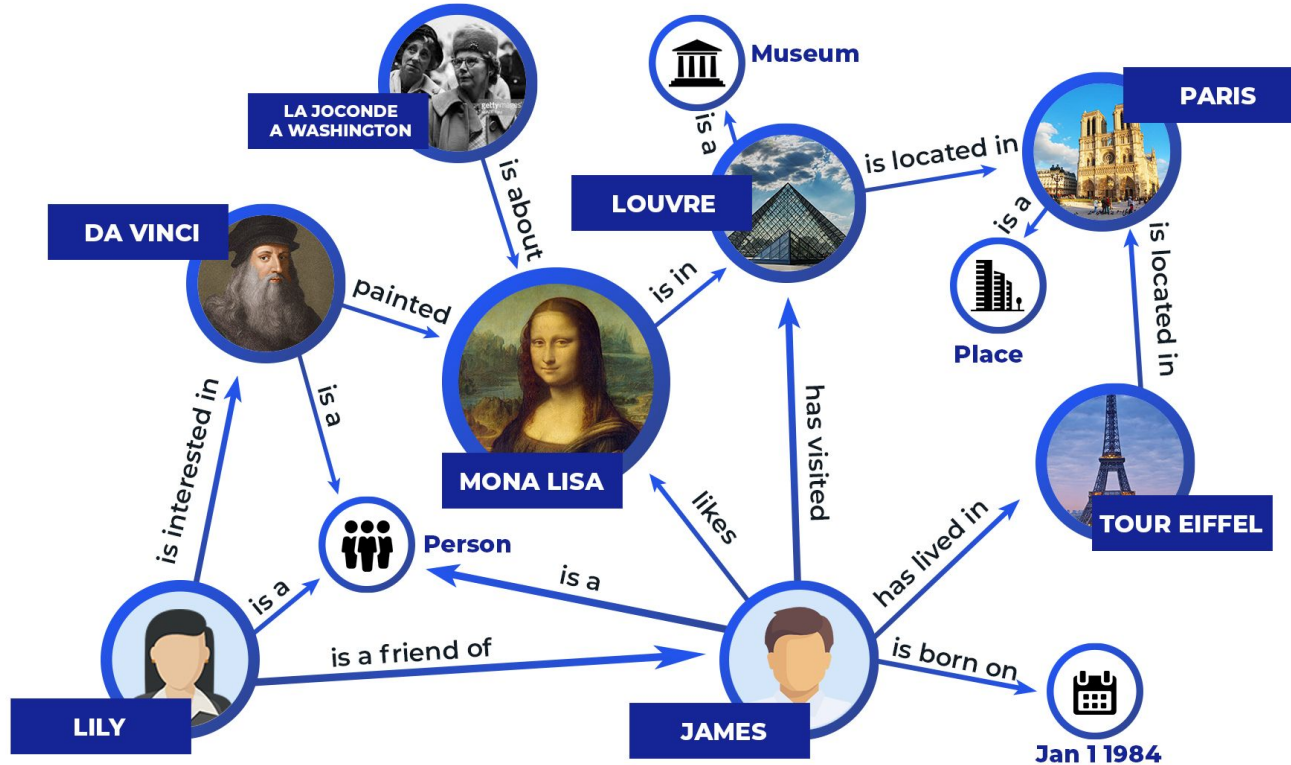 LA JOCONDE
A WASHINGTON
gettyimages
Museum
PARIS
is a
is located in
LOUVRE
is a
is about
DA VINCI
is in
is located in
painted
Place
is a
is interested in
has visited
MONA LISA
likes
has lived in
TOUR EIFFEL
Person
is a
is a
is a friend of
is born on
LILY
JAMES
Jan 1 1984